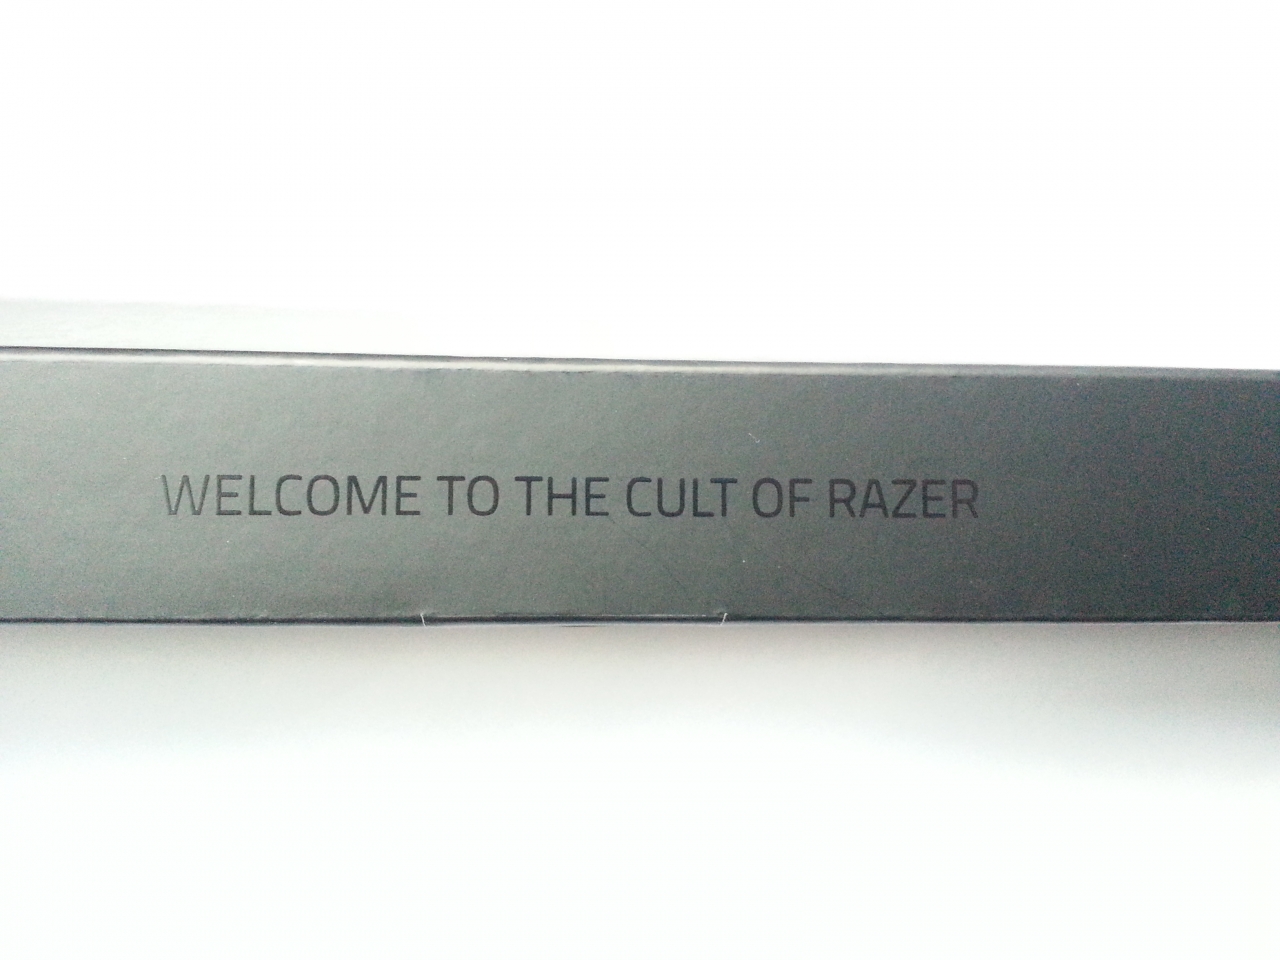 WELCOME TO THE CULT OF RAZER